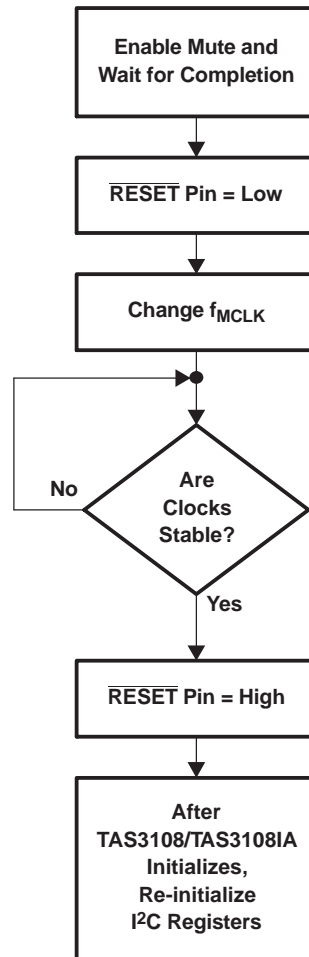 Enable Mute and
Wait for Completion
RESET Pin = Low
Change fMCLK
Are
Clocks
Stable?
No
Yes
RESET Pin = High
After
TAS3108/TAS3108IA
Initializes,
Re-initialize
I2C Registers